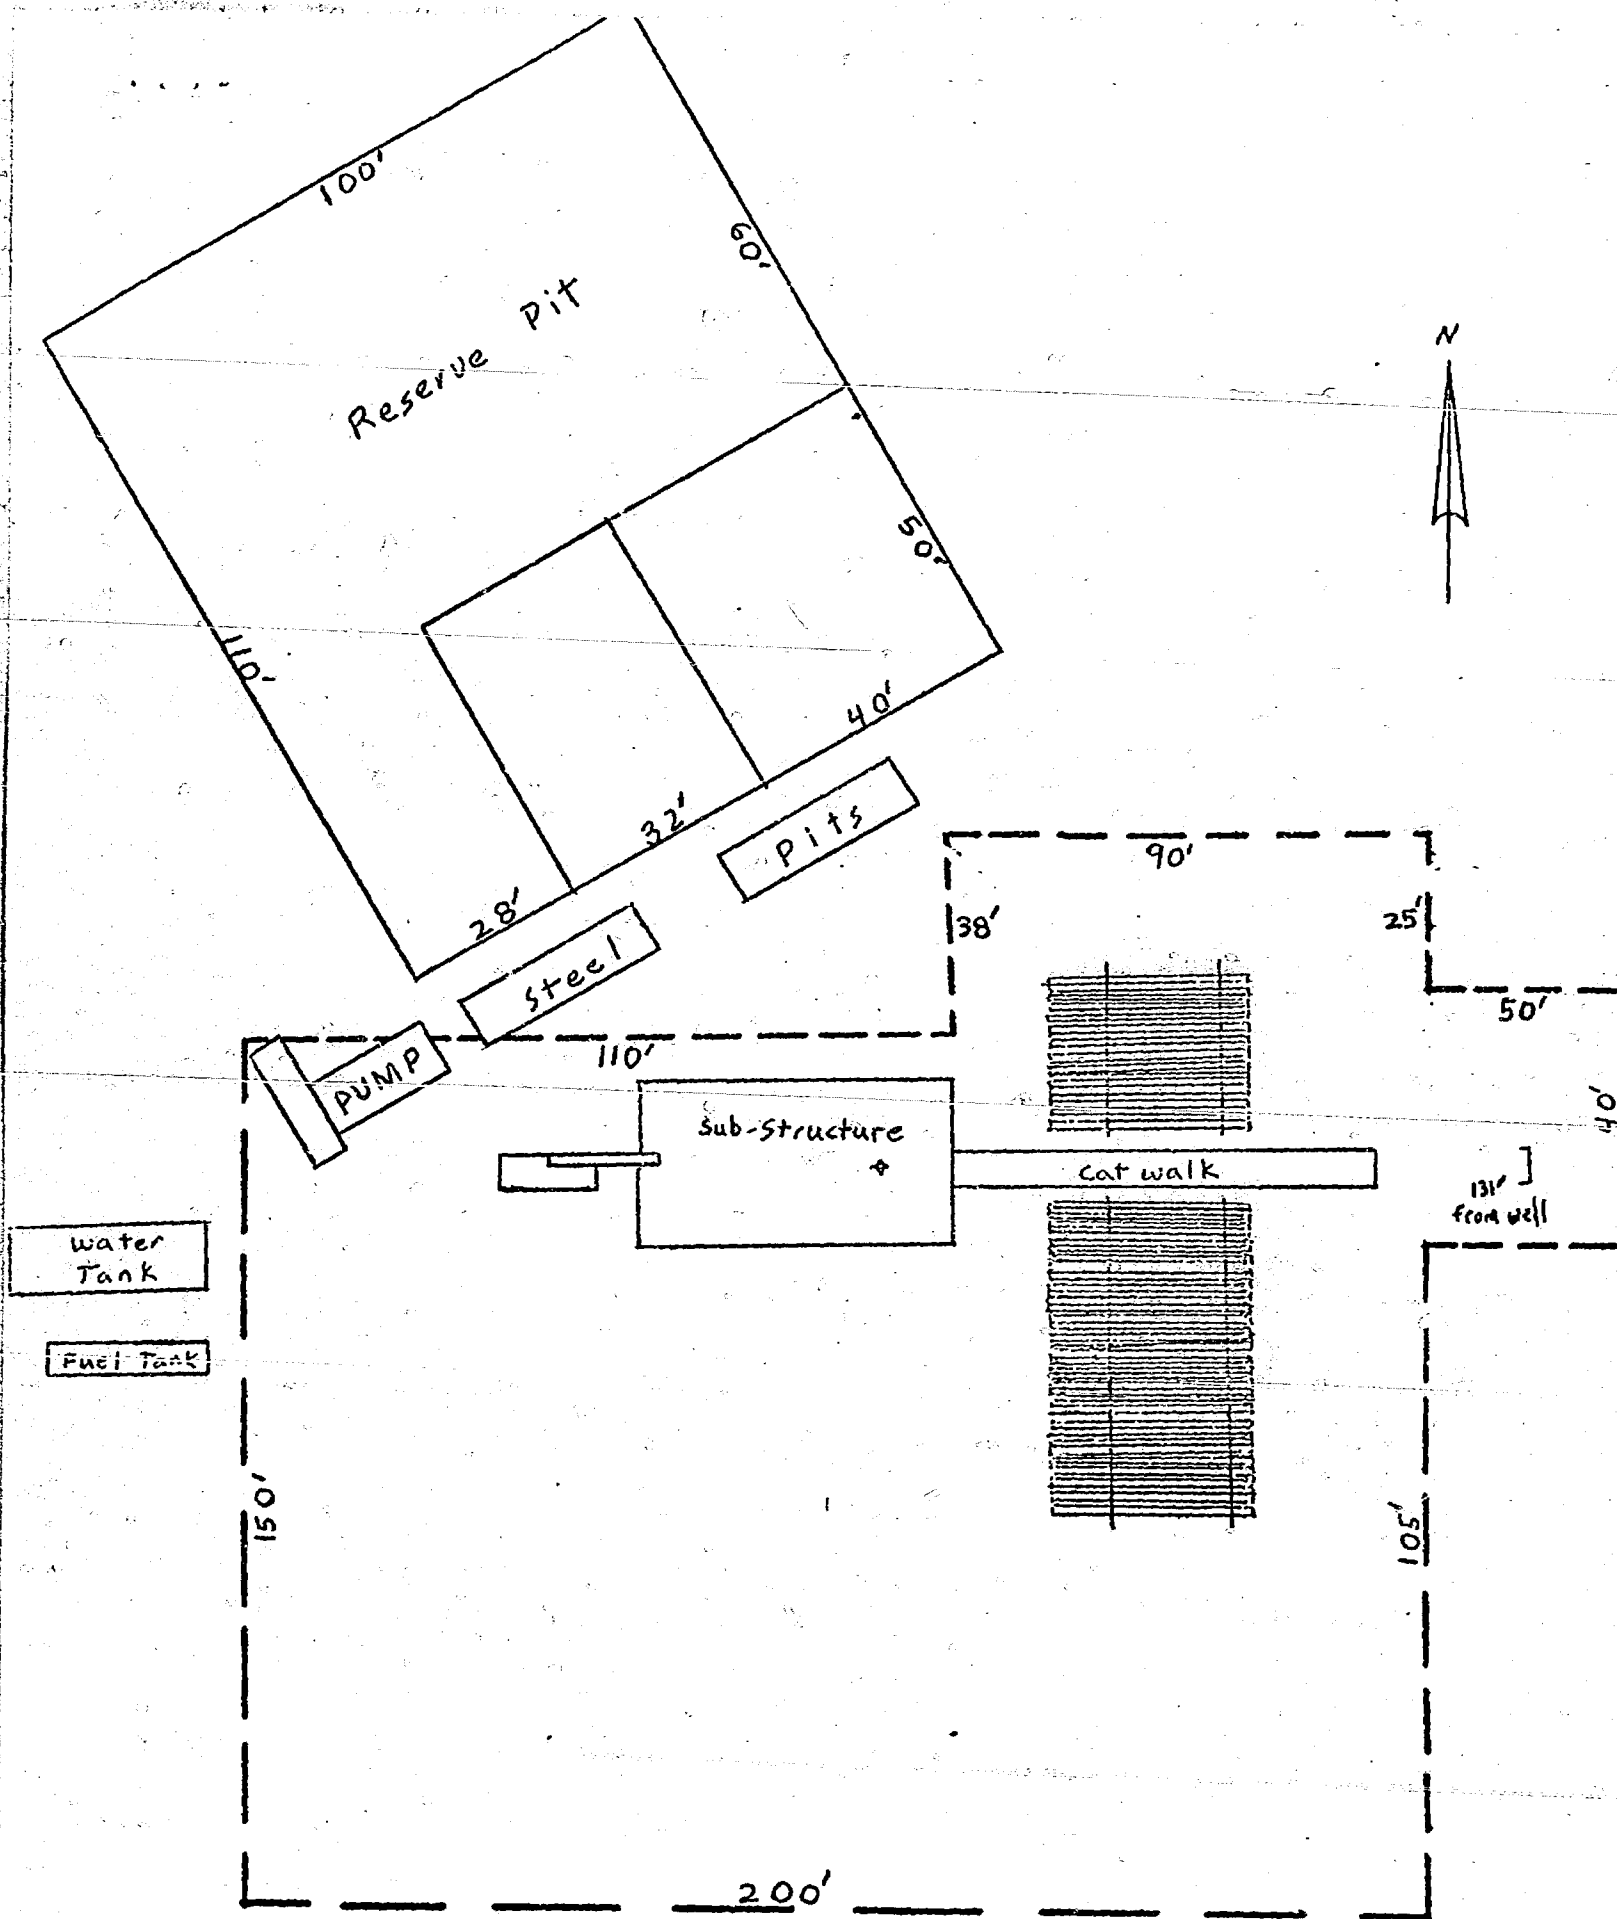 100'
60'
Reserve Pit
N
50'
110'
40'
32'
Pits
90'
28'
38'
25'
Steel
50'
110'
PUMP
40'
Sub-Structure
cat walk
131'
from well
water
Tank
Fuel Tank
150'
105'
200'